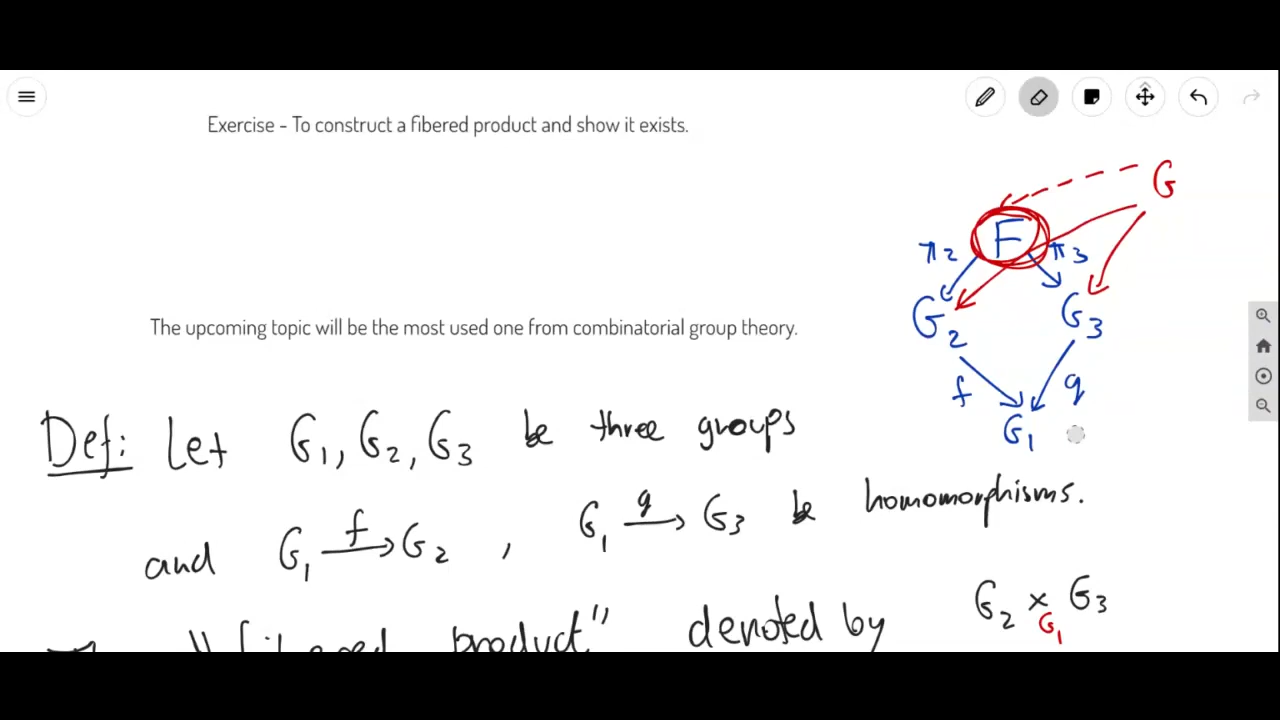 Exercise - To construct a fibered product and show it exists.
G
F
π2 π3
G2 G3
The upcoming topic will be the most used one from combinatorial group theory.
f g
G1
Def: Let G1, G2, G3 be three groups
and G1 f→ G2 , G1 g→ G3 be homomorphisms.
"fibered product" denoted by G2 ×G1 G3